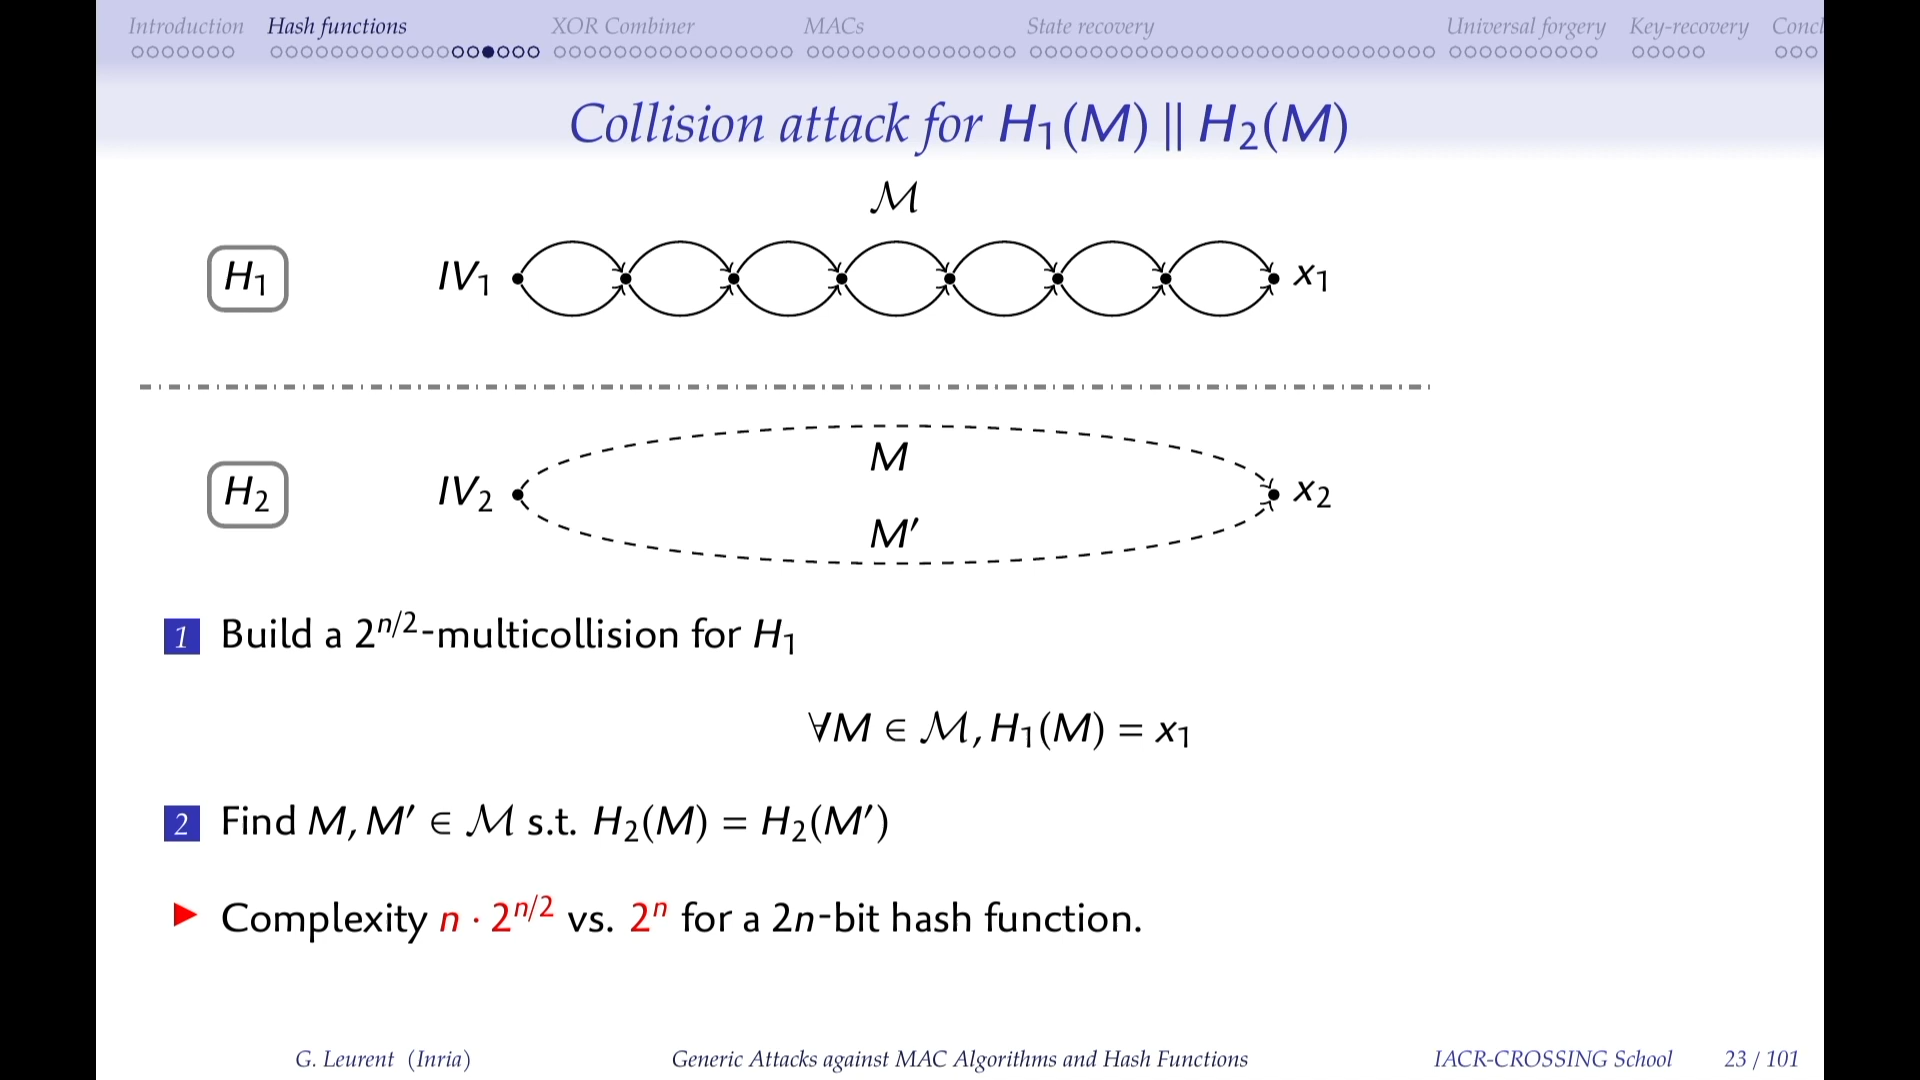 Introduction Hash functions XOR Combiner MACs State recovery Universal forgery Key-recovery Concl
Collision attack for H₁(M) || H₂(M)
ℳ
H₁ IV₁ x₁
H₂ IV₂ M x₂
M′
1 Build a 2^{n/2}-multicollision for H₁
∀M ∈ ℳ, H₁(M) = x₁
2 Find M, M′ ∈ ℳ s.t. H₂(M) = H₂(M′)
▶ Complexity n · 2^{n/2} vs. 2ⁿ for a 2n-bit hash function.
G. Leurent (Inria) Generic Attacks against MAC Algorithms and Hash Functions IACR-CROSSING School 23 / 101